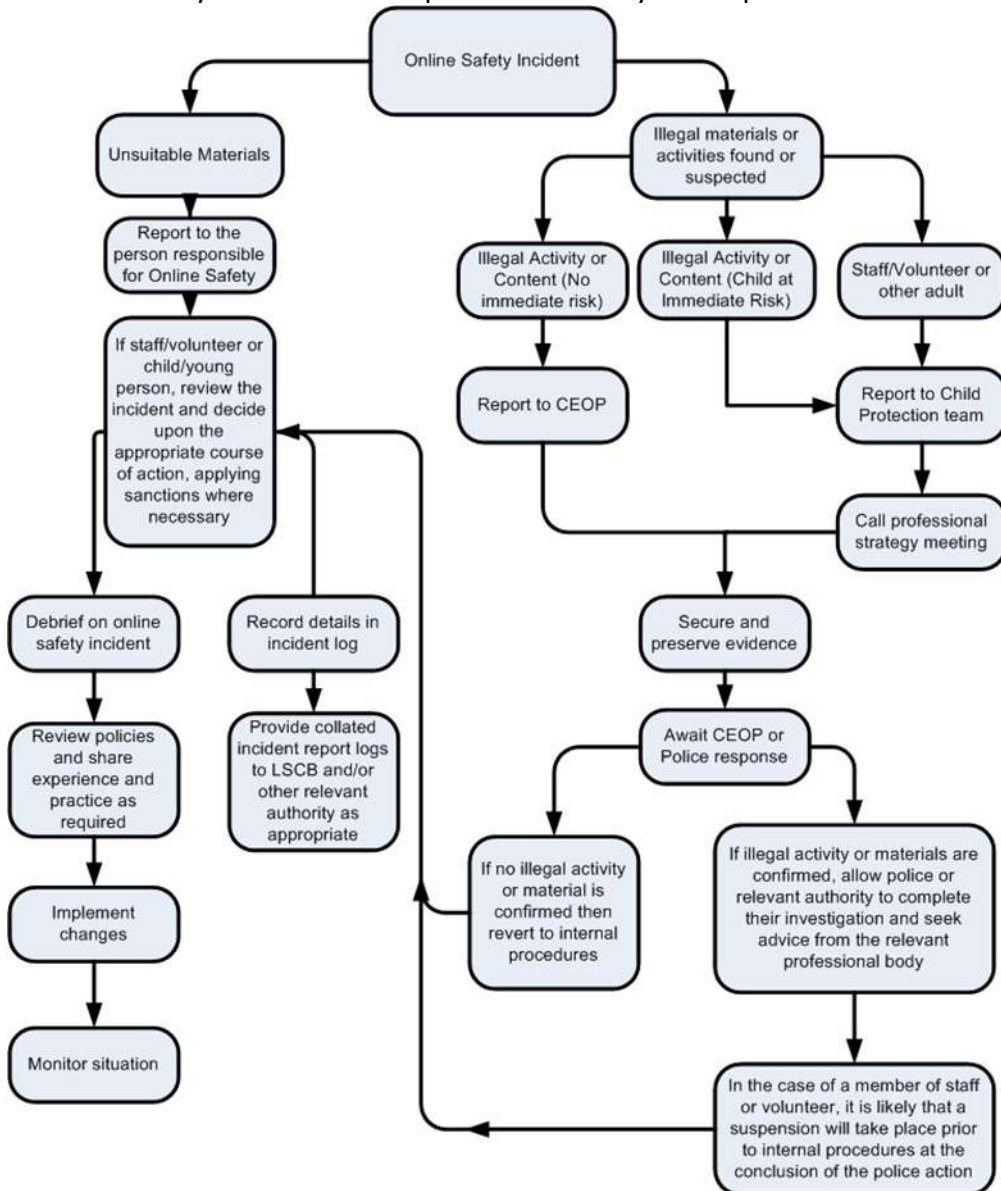 Online Safety Incident
Unsuitable Materials
Report to the
person responsible
for Online Safety
If staff/volunteer or
child/young
person, review the
incident and decide
upon the
appropriate course
of action, applying
sanctions where
necessary
Debrief on online
safety incident
Review policies
and share
experience and
practice as
required
Implement
changes
Monitor situation
Record details in
incident log
Provide collated
incident report logs
to LSCB and/or
other relevant
authority as
appropriate
Illegal materials or
activities found or
suspected
Illegal Activity or
Content (No
immediate risk)
Illegal Activity or
Content (Child at
Immediate Risk)
Staff/Volunteer or
other adult
Report to CEOP
Report to Child
Protection team
Call professional
strategy meeting
Secure and
preserve evidence
Await CEOP or
Police response
If no illegal activity
or material is
confirmed then
revert to internal
procedures
If illegal activity or materials are
confirmed, allow police or
relevant authority to complete
their investigation and seek
advice from the relevant
professional body
In the case of a member of staff
or volunteer, it is likely that a
suspension will take place prior
to internal procedures at the
conclusion of the police action